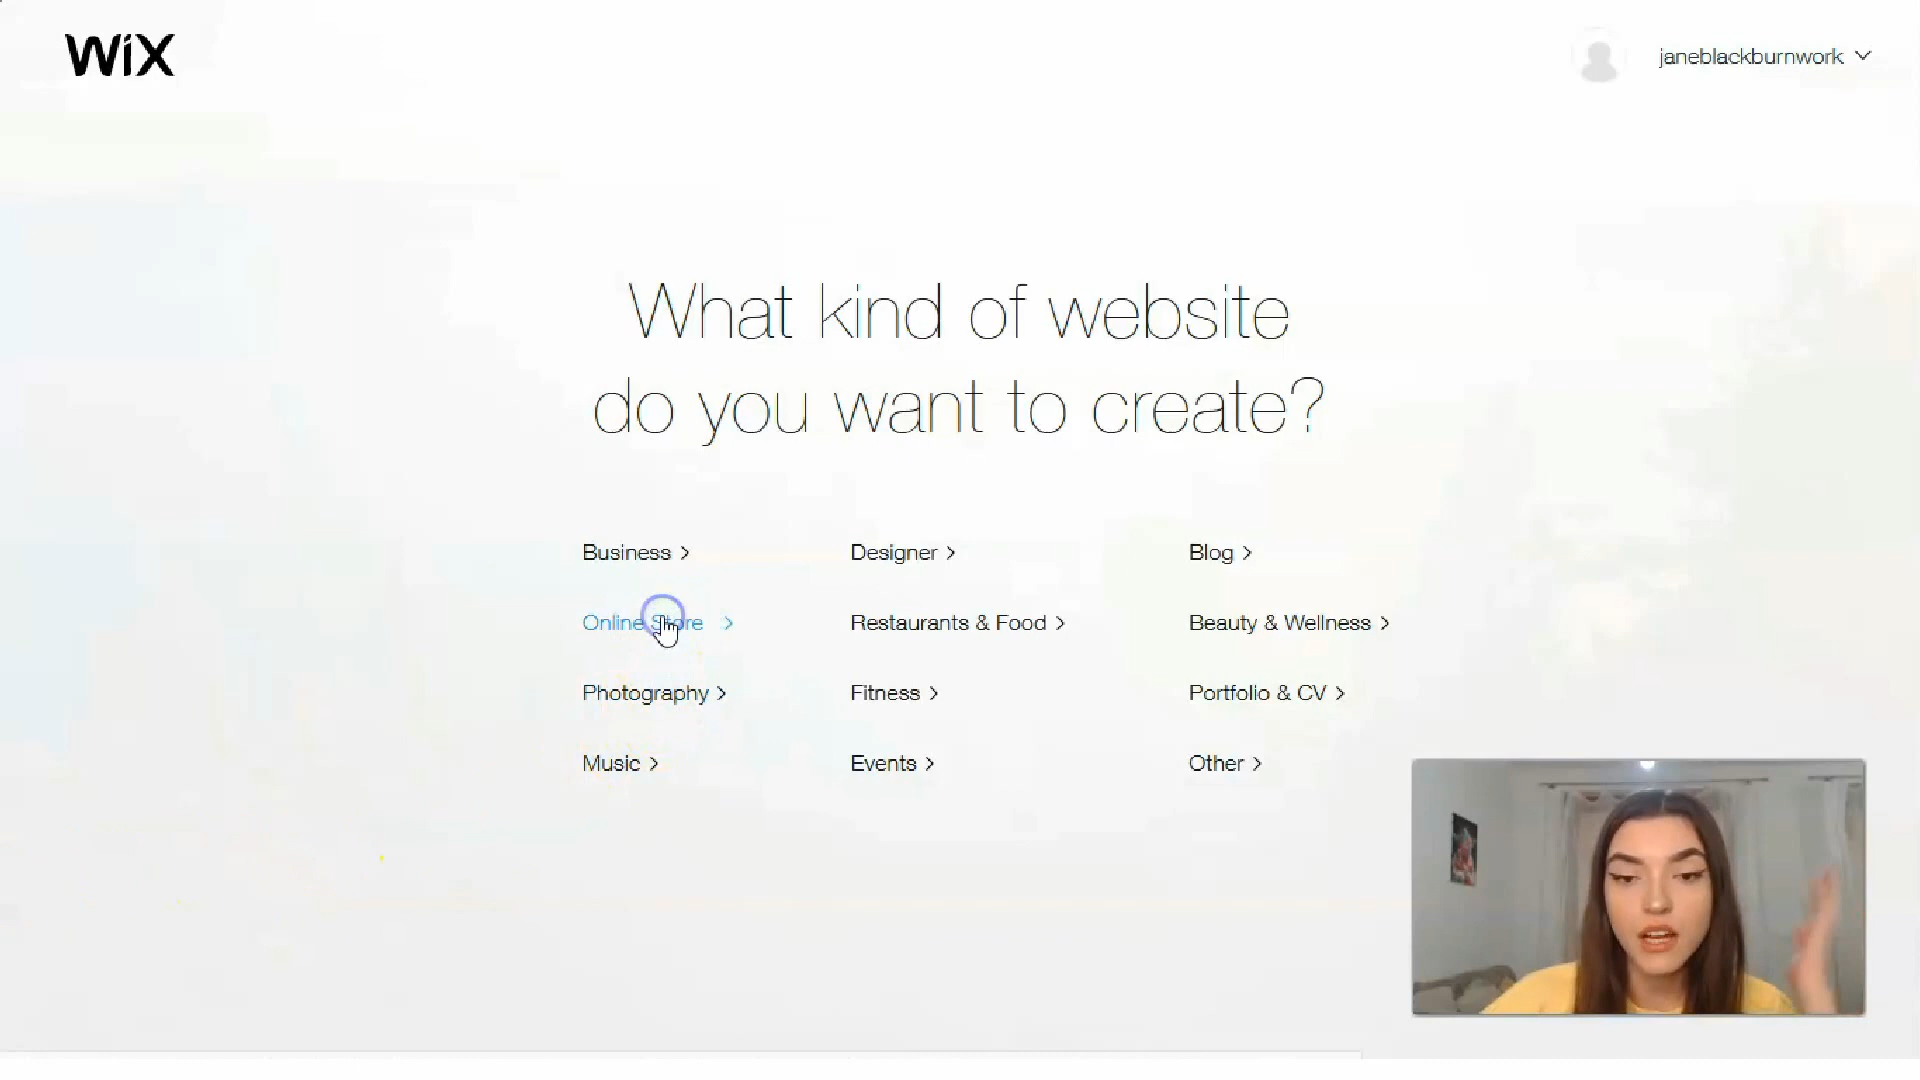 WiX
janeblackburnwork
What kind of website
do you want to create?
Business >
Designer >
Blog >
Online Store >
Restaurants & Food >
Beauty & Wellness >
Photography >
Fitness >
Portfolio & CV >
Music >
Events >
Other >